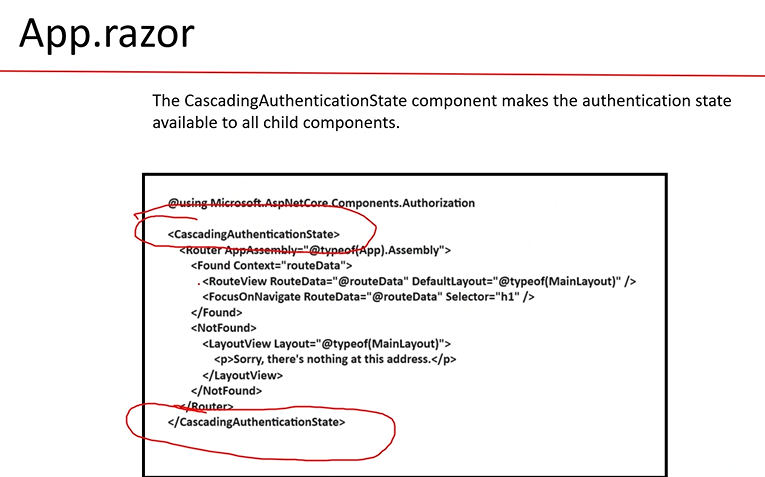 App.razor
The CascadingAuthenticationState component makes the authentication state
available to all child components.
@using Microsoft.AspNetCore.Components.Authorization
<CascadingAuthenticationState>
<Router AppAssembly="@typeof(App).Assembly">
<Found Context="routeData">
<RouteView RouteData="@routeData" DefaultLayout="@typeof(MainLayout)" />
<FocusOnNavigate RouteData="@routeData" Selector="h1" />
</Found>
<NotFound>
<LayoutView Layout="@typeof(MainLayout)">
<p>Sorry, there's nothing at this address.</p>
</LayoutView>
</NotFound>
</Router>
</CascadingAuthenticationState>